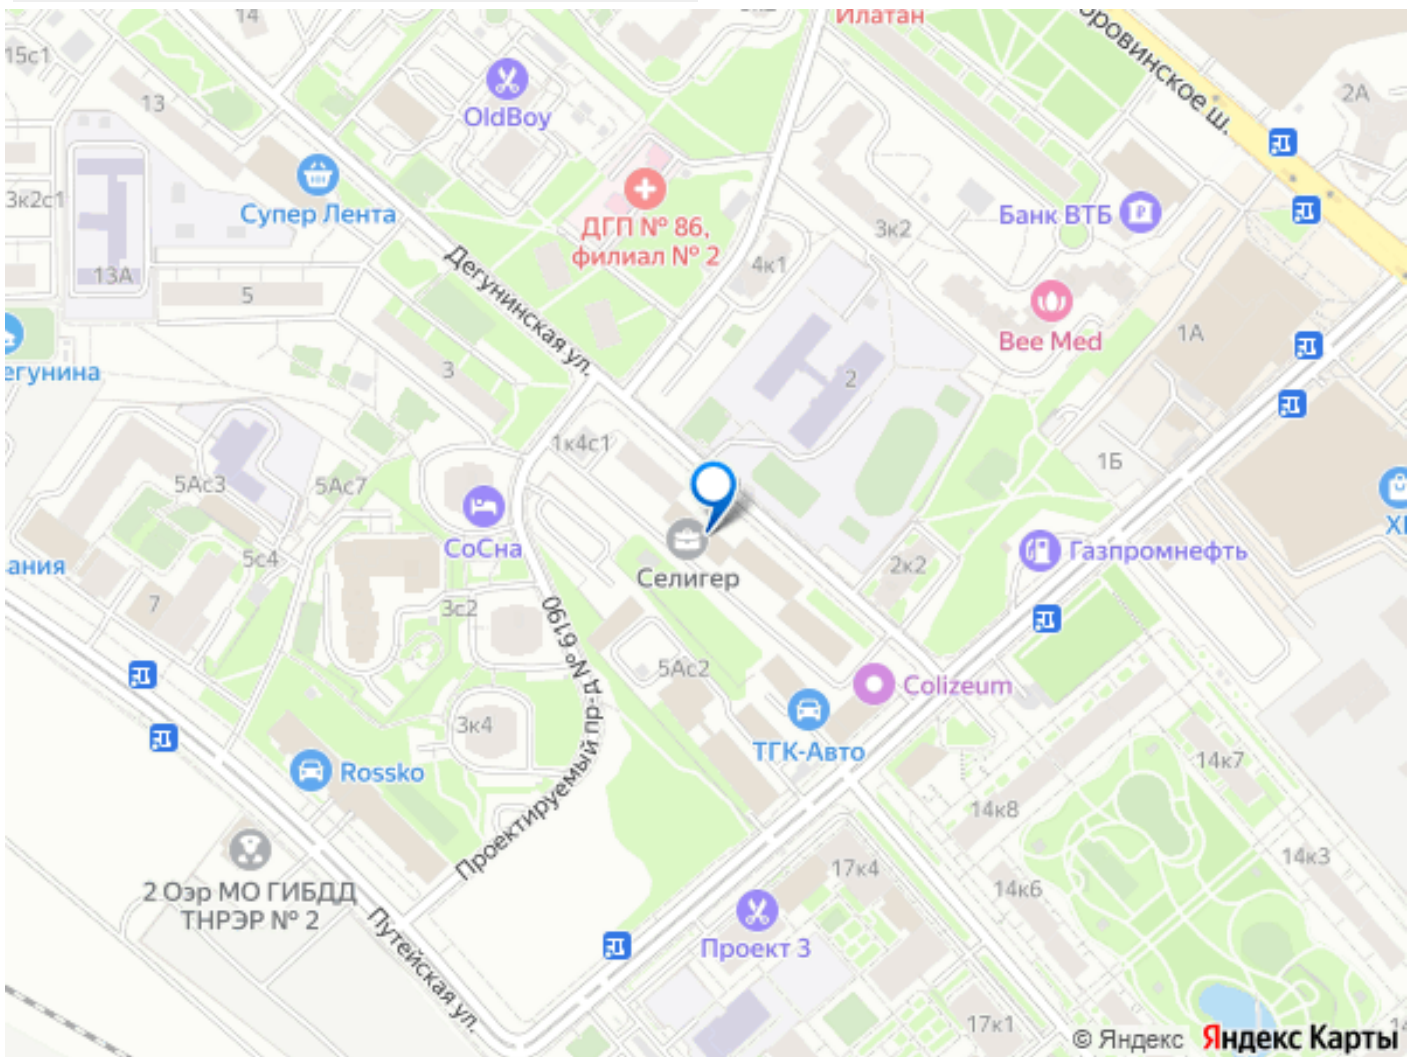 14
Илатан
15с1
13
OldBoy
2А
3к2с1
Супер Лента
ДГП № 86,
филиал № 2
3к2
Банк ВТБ
13А
5
Дегунинская ул.
4к1
Bee Med
1А
3
2
егунина
1к4с1
1Б
5Ас3
5Ас7
СоСна
Селигер
Газпромнефть
ания
5с4
2к2
7
3с2
Проектируемый пр-д № 6190
5Ас2
Colizeum
3к4
ТГК-Авто
Rossko
14к7
14к8
2 Оэр МО ГИБДД
ТНРЭР № 2
17к4
14к3
14к6
Путейская ул.
Проект 3
17к1
© Яндекс Яндекс Карты